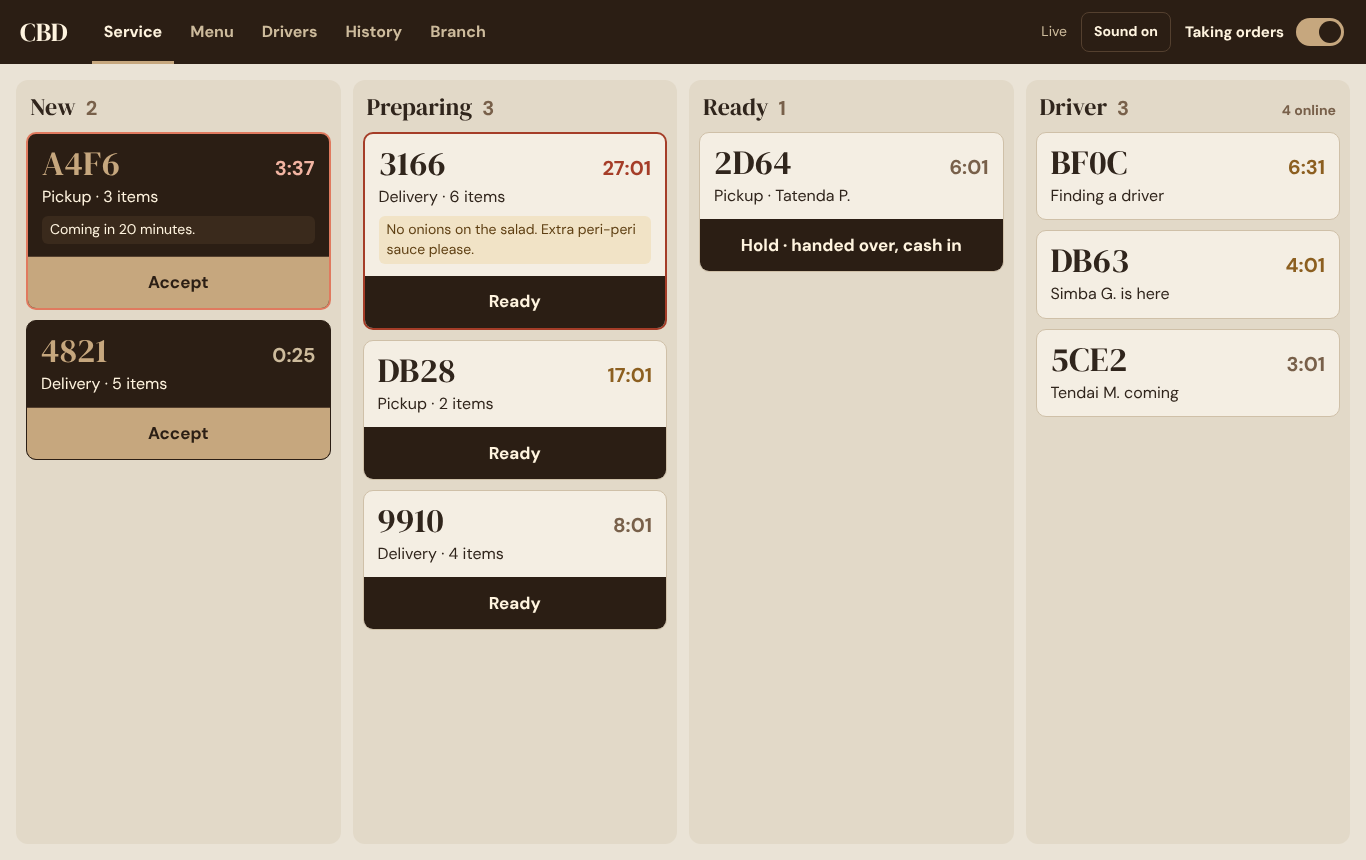 CBD Service Menu Drivers History Branch Live Sound on Taking orders
New 2
A4F6 3:37
Pickup · 3 items
Coming in 20 minutes.
Accept
4821 0:25
Delivery · 5 items
Accept
Preparing 3
3166 27:01
Delivery · 6 items
No onions on the salad. Extra peri-peri
sauce please.
Ready
DB28 17:01
Pickup · 2 items
Ready
9910 8:01
Delivery · 4 items
Ready
Ready 1
2D64 6:01
Pickup · Tatenda P.
Hold · handed over, cash in
Driver 3 4 online
BF0C 6:31
Finding a driver
DB63 4:01
Simba G. is here
5CE2 3:01
Tendai M. coming